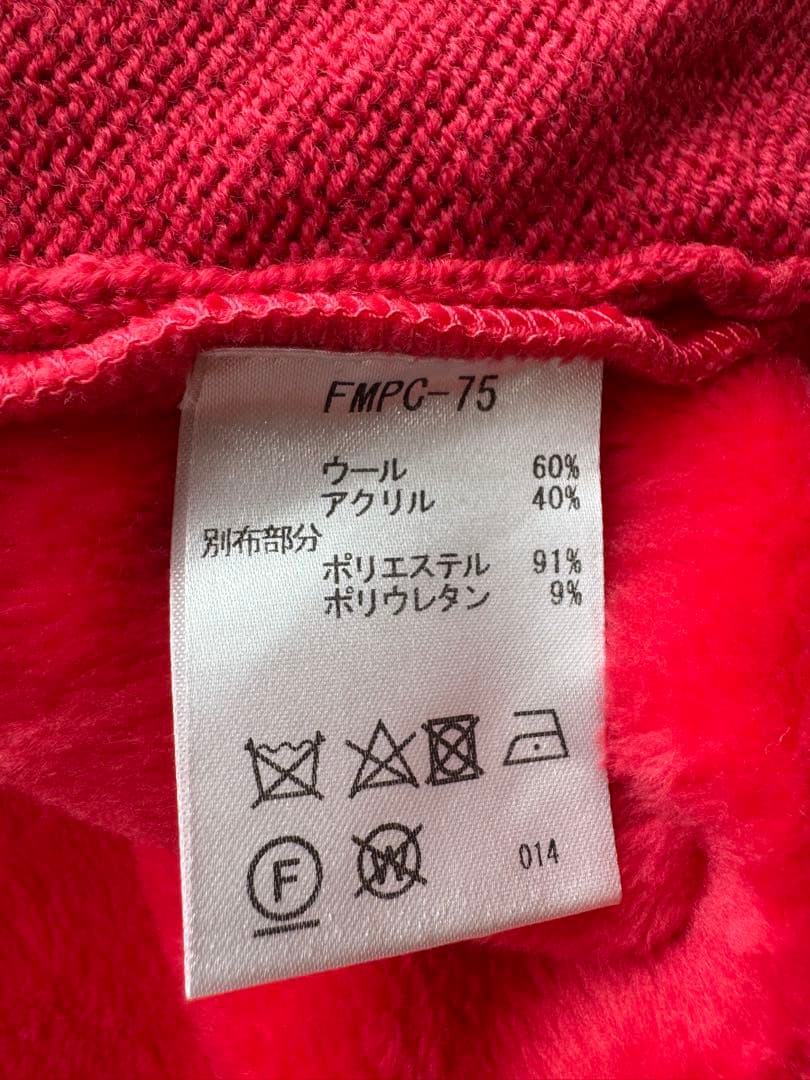 FMPC-75
ウール 60%
アクリル 40%
別布部分
ポリエステル 91%
ポリウレタン 9%
F W 014